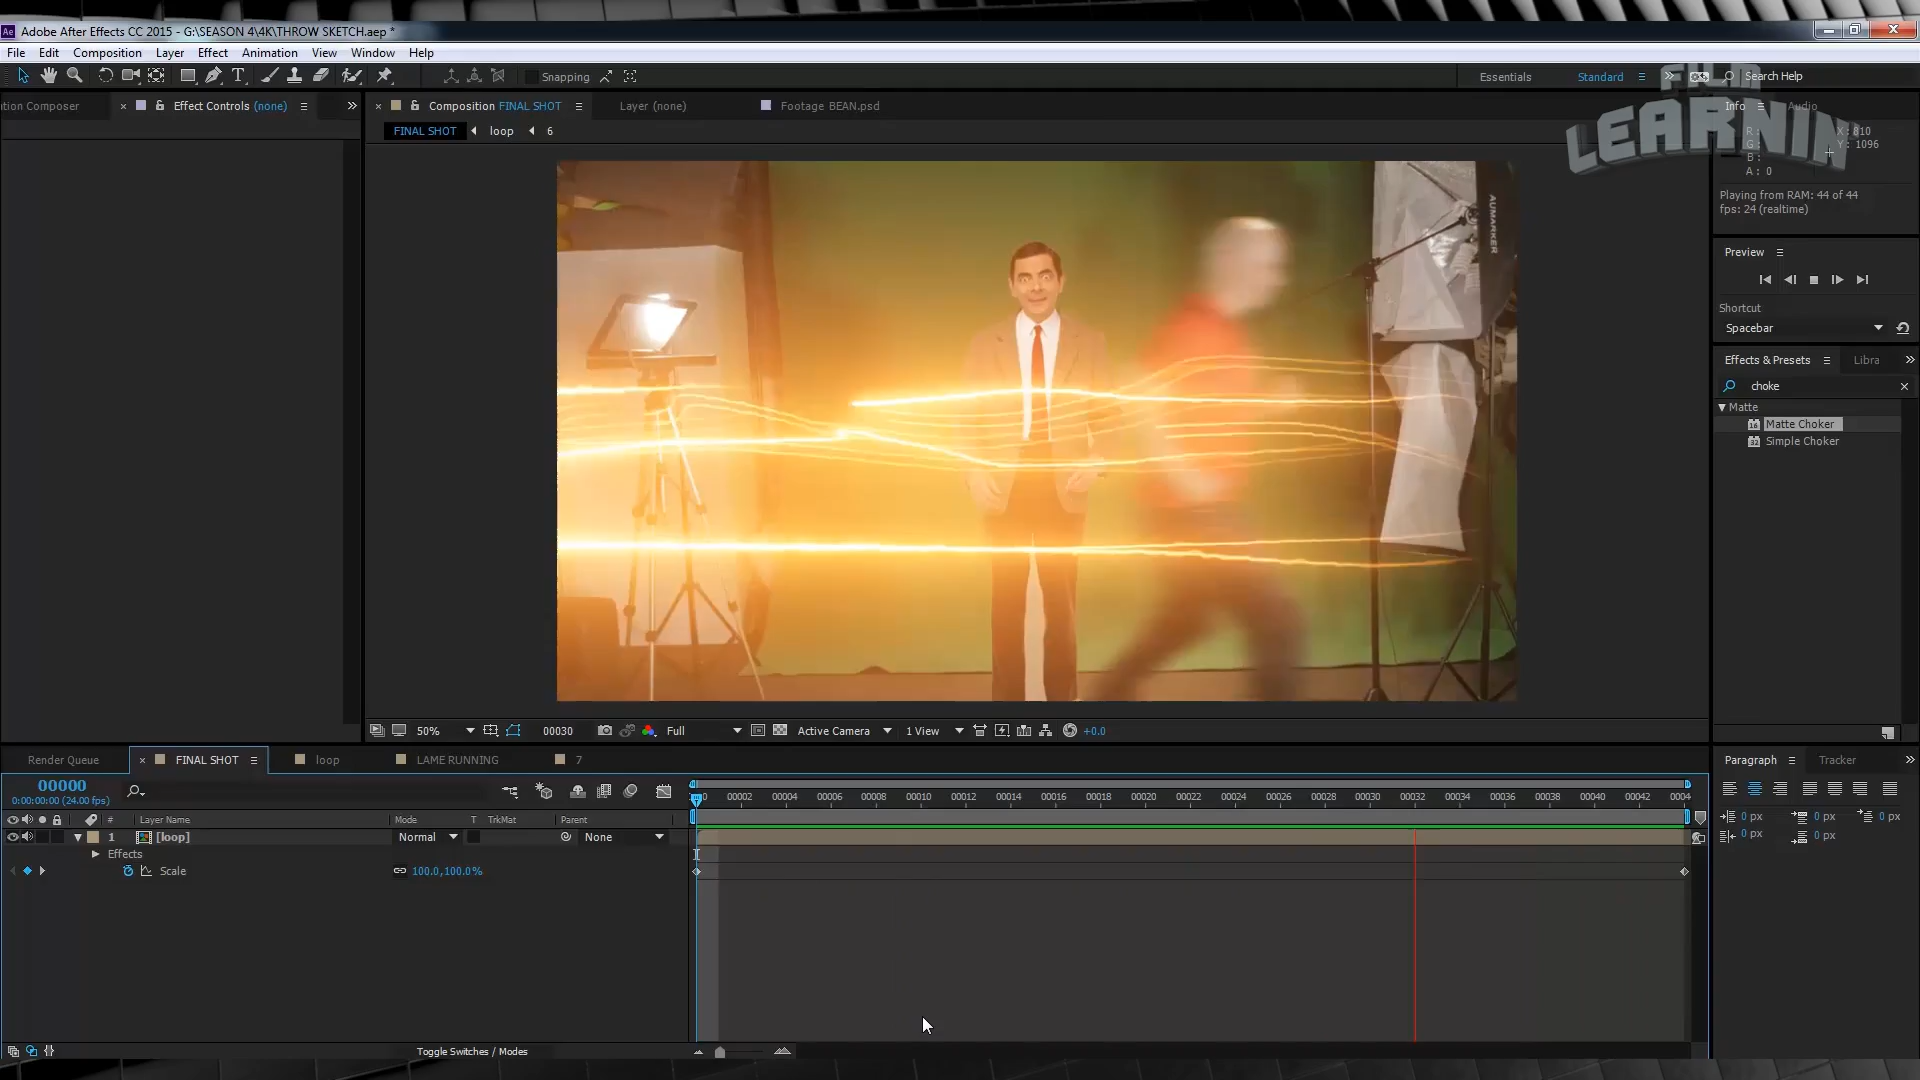 Adobe After Effects CC 2015 - G:\SEASON 4\4K\THROW SKETCH.aep *
File Edit Composition Layer Effect Animation View Window Help
Snapping Essentials Standard Search Help
tion Composer Effect Controls (none) Composition FINAL SHOT Layer (none) Footage BEAN.psd Info Audio
FILM LEARNIN
FINAL SHOT loop 6
R : X : 810
G : Y : 1096
B :
A : 0
Playing from RAM: 44 of 44
fps: 24 (realtime)
AUMARKER
Preview
Shortcut
Spacebar
Effects & Presets Libra
choke
Matte
Matte Choker
Simple Choker
50% 00030 Full Active Camera 1 View +0.0
Render Queue FINAL SHOT loop LAME RUNNING 7 Paragraph Tracker
00000
0:00:00:00 (24.00 fps)
00002 00004 00006 00008 00010 00012 00014 00016 00018 00020 00022 00024 00026 00028 00030 00032 00034 00036 00038 00040 00042 0004
# Layer Name Mode T TrkMat Parent
1 [loop] Normal None
Effects
Scale 100.0,100.0%
0 px 0 px 0 px
0 px 0 px
Toggle Switches / Modes